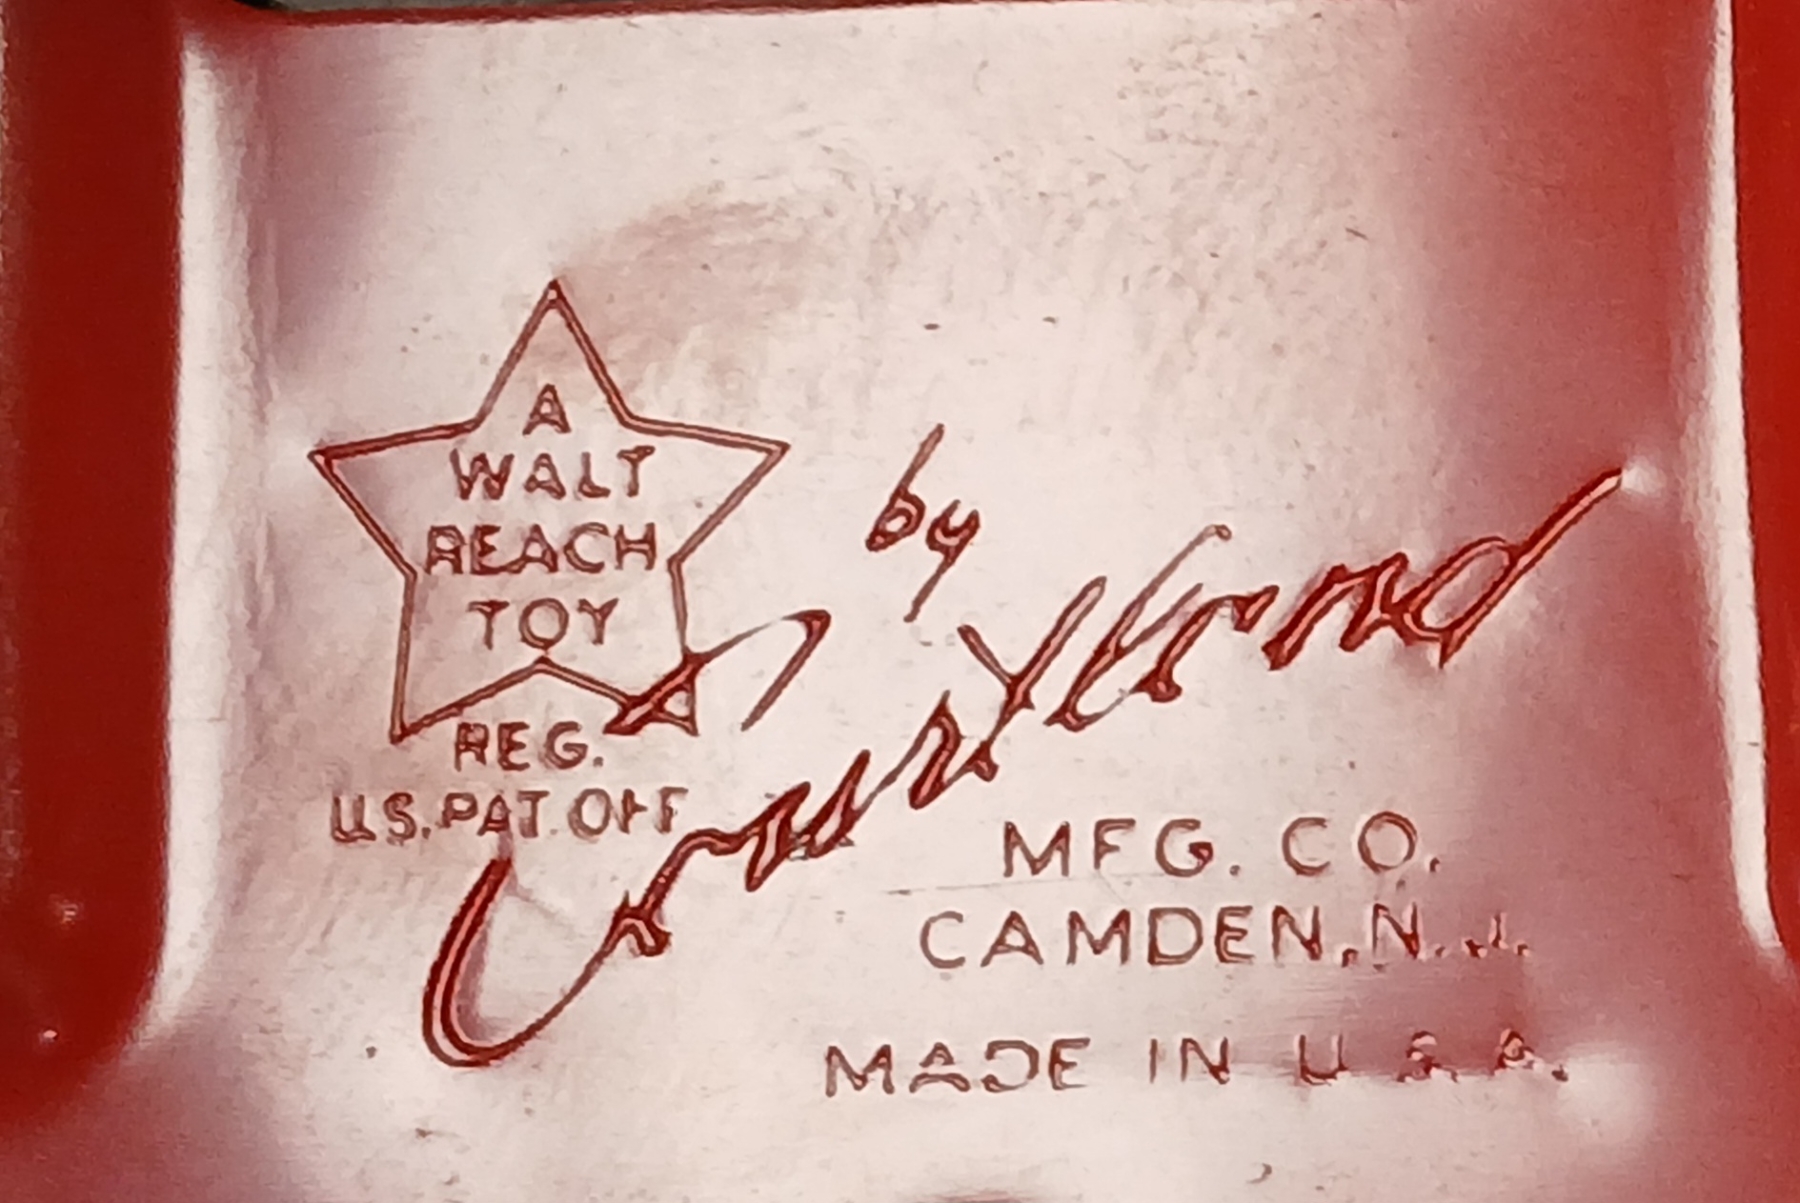 A
WALT
REACH
TOY
REG.
U.S. PAT. OFF
by
Courtland
MFG. CO.
CAMDEN, N.J.
MADE IN U.S.A.